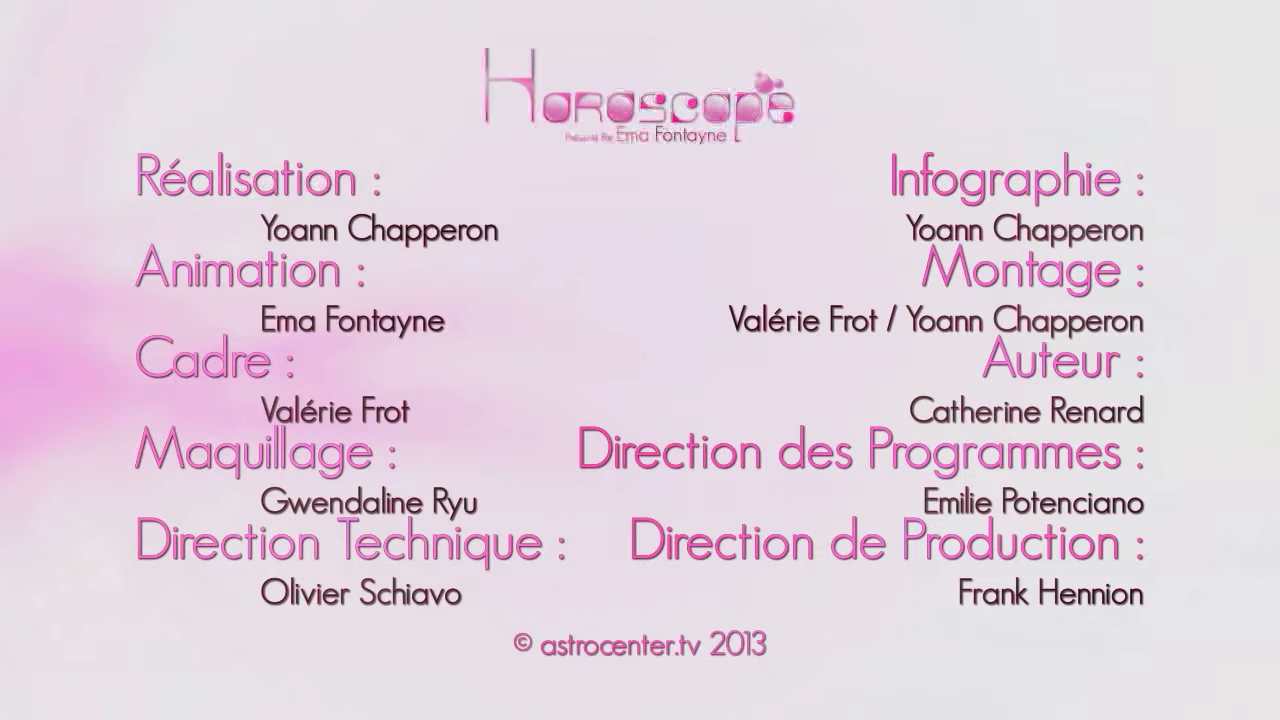 Horoscope
Présenté Par Ema Fontayne
Réalisation :
Yoann Chapperon
Animation :
Ema Fontayne
Cadre :
Valérie Frot
Maquillage :
Gwendaline Ryu
Direction Technique :
Olivier Schiavo
Infographie :
Yoann Chapperon
Montage :
Valérie Frot / Yoann Chapperon
Auteur :
Catherine Renard
Direction des Programmes :
Emilie Potenciano
Direction de Production :
Frank Hennion
© astrocenter.tv 2013